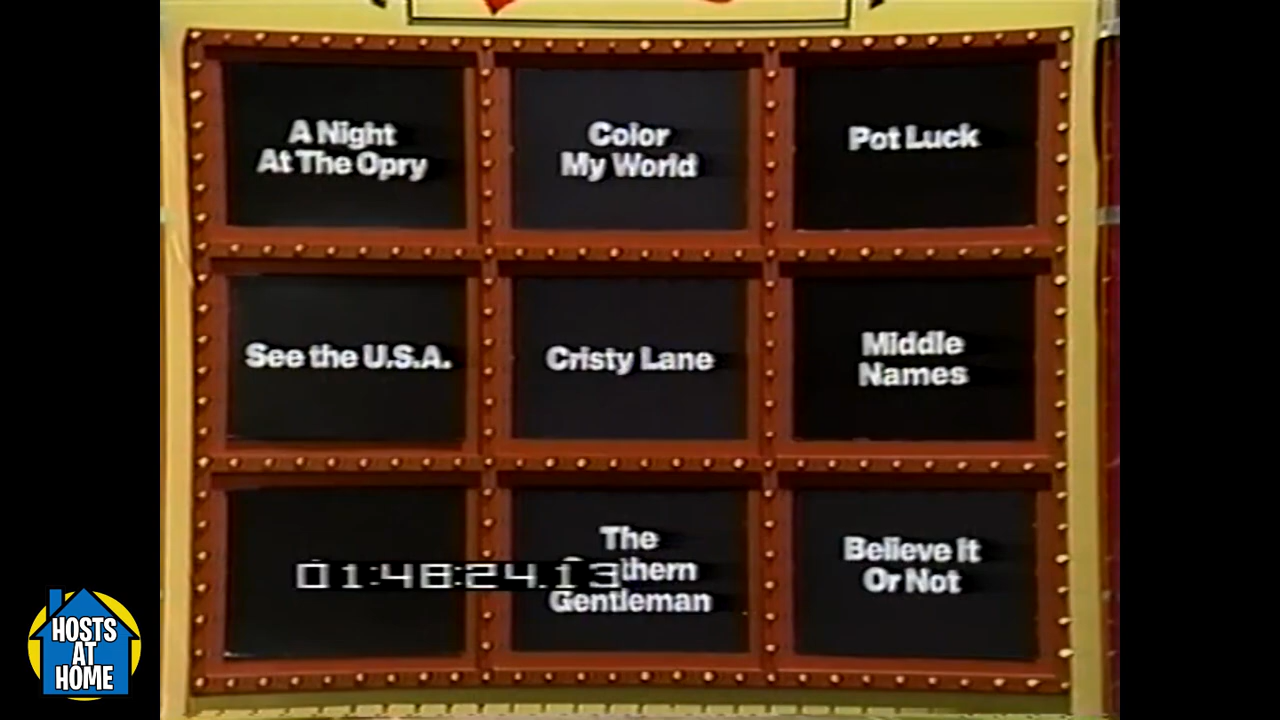 A Night
At The Opry
Color
My World
Pot Luck
See the U.S.A.
Cristy Lane
Middle
Names
01:48:24.13
The
thern
Gentleman
Believe It
Or Not
HOSTS
AT
HOME